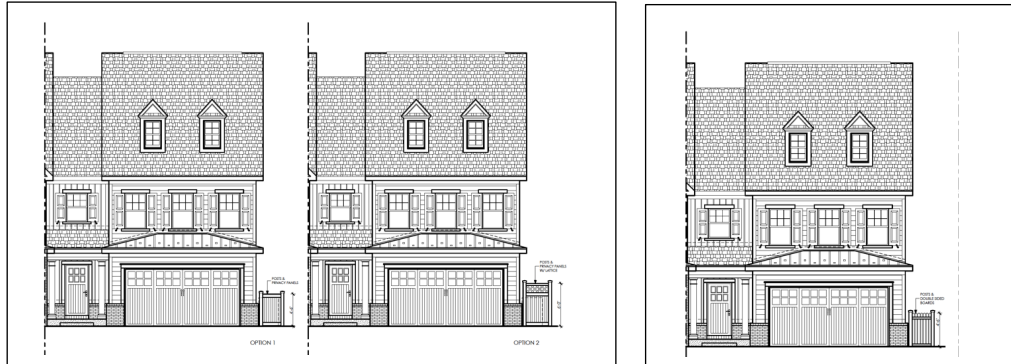 POSTS &
PRIVACY PANELS
OPTION 1
POSTS &
PRIVACY PANELS
W/ LATTICE
OPTION 2
POSTS &
DOUBLE SIDED
BOARDS